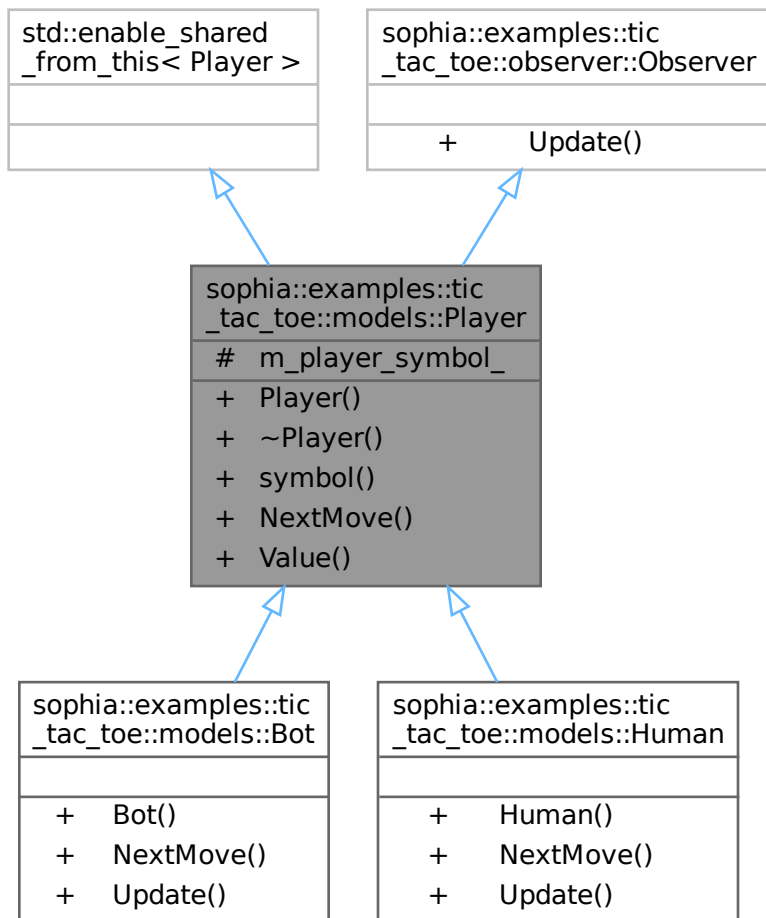 std::enable_shared
_from_this< Player >
sophia::examples::tic
_tac_toe::observer::Observer
+ Update()
sophia::examples::tic
_tac_toe::models::Player
# m_player_symbol_
+ Player()
+ ~Player()
+ symbol()
+ NextMove()
+ Value()
sophia::examples::tic
_tac_toe::models::Bot
+ Bot()
+ NextMove()
+ Update()
sophia::examples::tic
_tac_toe::models::Human
+ Human()
+ NextMove()
+ Update()